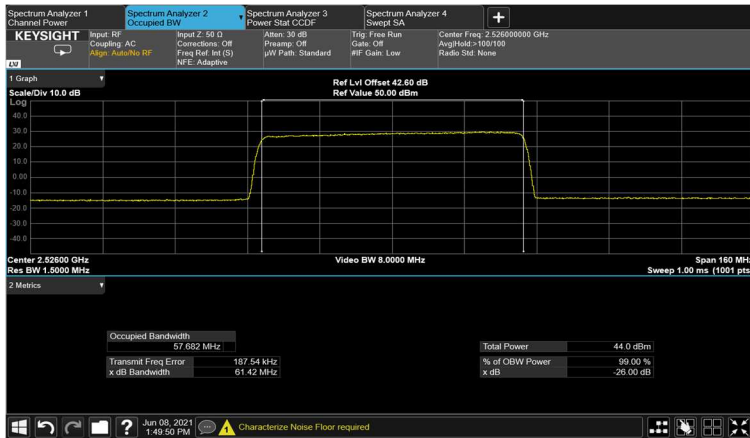 Spectrum Analyzer 1
Channel Power
Spectrum Analyzer 2
Occupied BW
Spectrum Analyzer 3
Power Stat CCDF
Spectrum Analyzer 4
Swept SA
KEYSIGHT
Input: RF
Coupling: AC
Align: Auto/No RF
Input Z: 50 Ω
Corrections: Off
Freq Ref: Int (S)
NFE: Adaptive
Atten: 30 dB
Preamp: Off
µW Path: Standard
Trig: Free Run
Gate: Off
#IF Gain: Low
Center Freq: 2.526000000 GHz
Avg|Hold:>100/100
Radio Std: None
LXI
1 Graph
Scale/Div 10.0 dB
Ref Lvl Offset 42.60 dB
Ref Value 50.00 dBm
Log
40.0
30.0
20.0
10.0
0.00
-10.0
-20.0
-30.0
-40.0
Center 2.52600 GHz
Res BW 1.5000 MHz
Video BW 8.0000 MHz
Span 160 MHz
Sweep 1.00 ms (1001 pts
2 Metrics
Occupied Bandwidth
57.682 MHz
Transmit Freq Error 187.54 kHz
x dB Bandwidth 61.42 MHz
Total Power 44.0 dBm
% of OBW Power 99.00 %
x dB -26.00 dB
?
Jun 08, 2021
1:49:50 PM
1
Characterize Noise Floor required